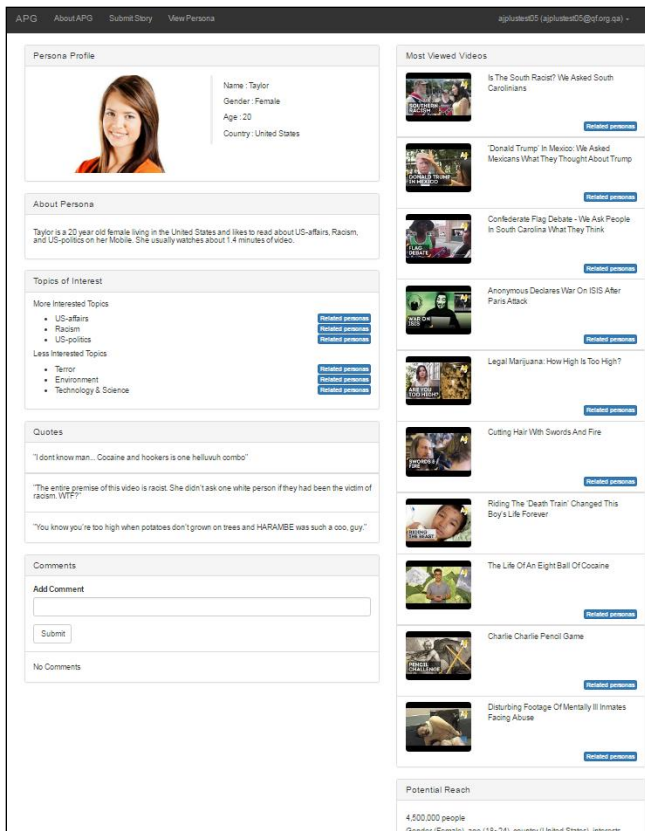 APG About APG Submit Story View Persona ajplustest05 (ajplustest05@qf.org.qa)
Persona Profile
Name : Taylor
Gender : Female
Age : 20
Country : United States
About Persona
Taylor is a 20 year old female living in the United States and likes to read about US-affairs, Racism,
and US-politics on her Mobile. She usually watches about 1.4 minutes of video.
Topics of Interest
More Interested Topics
US-affairs Related personas
Racism Related personas
US-politics Related personas
Less Interested Topics
Terror Related personas
Environment Related personas
Technology & Science Related personas
Quotes
"I dont know man... Cocaine and hookers is one helluvuh combo"
"The entire premise of this video is racist. She didn't ask one white person if they had been the victim of
racism. WTF?"
"You know you're too high when potatoes don't grown on trees and HARAMBE was such a coo, guy."
Comments
Add Comment
Submit
No Comments
Most Viewed Videos
SOUTHERN
RACISM
Is The South Racist? We Asked South
Carolinians
Related personas
DONALD TRUMP
IN MEXICO
'Donald Trump' In Mexico: We Asked
Mexicans What They Thought About Trump
Related personas
FLAG
DEBATE
Confederate Flag Debate - We Ask People
In South Carolina What They Think
Related personas
WAR ON
ISIS
Anonymous Declares War On ISIS After
Paris Attack
Related personas
ARE YOU
TOO HIGH?
Legal Marijuana: How High Is Too High?
Related personas
SWORDS &
FIRE
Cutting Hair With Swords And Fire
Related personas
RIDING
THE BEAST
Riding The 'Death Train' Changed This
Boy's Life Forever
Related personas
The Life Of An Eight Ball Of Cocaine
Related personas
PENCIL
CHALLENGE
Charlie Charlie Pencil Game
Related personas
Disturbing Footage Of Mentally Ill Inmates
Facing Abuse
Related personas
Potential Reach
4,500,000 people
Gender (Female), age (18- 24), country (United States), interests